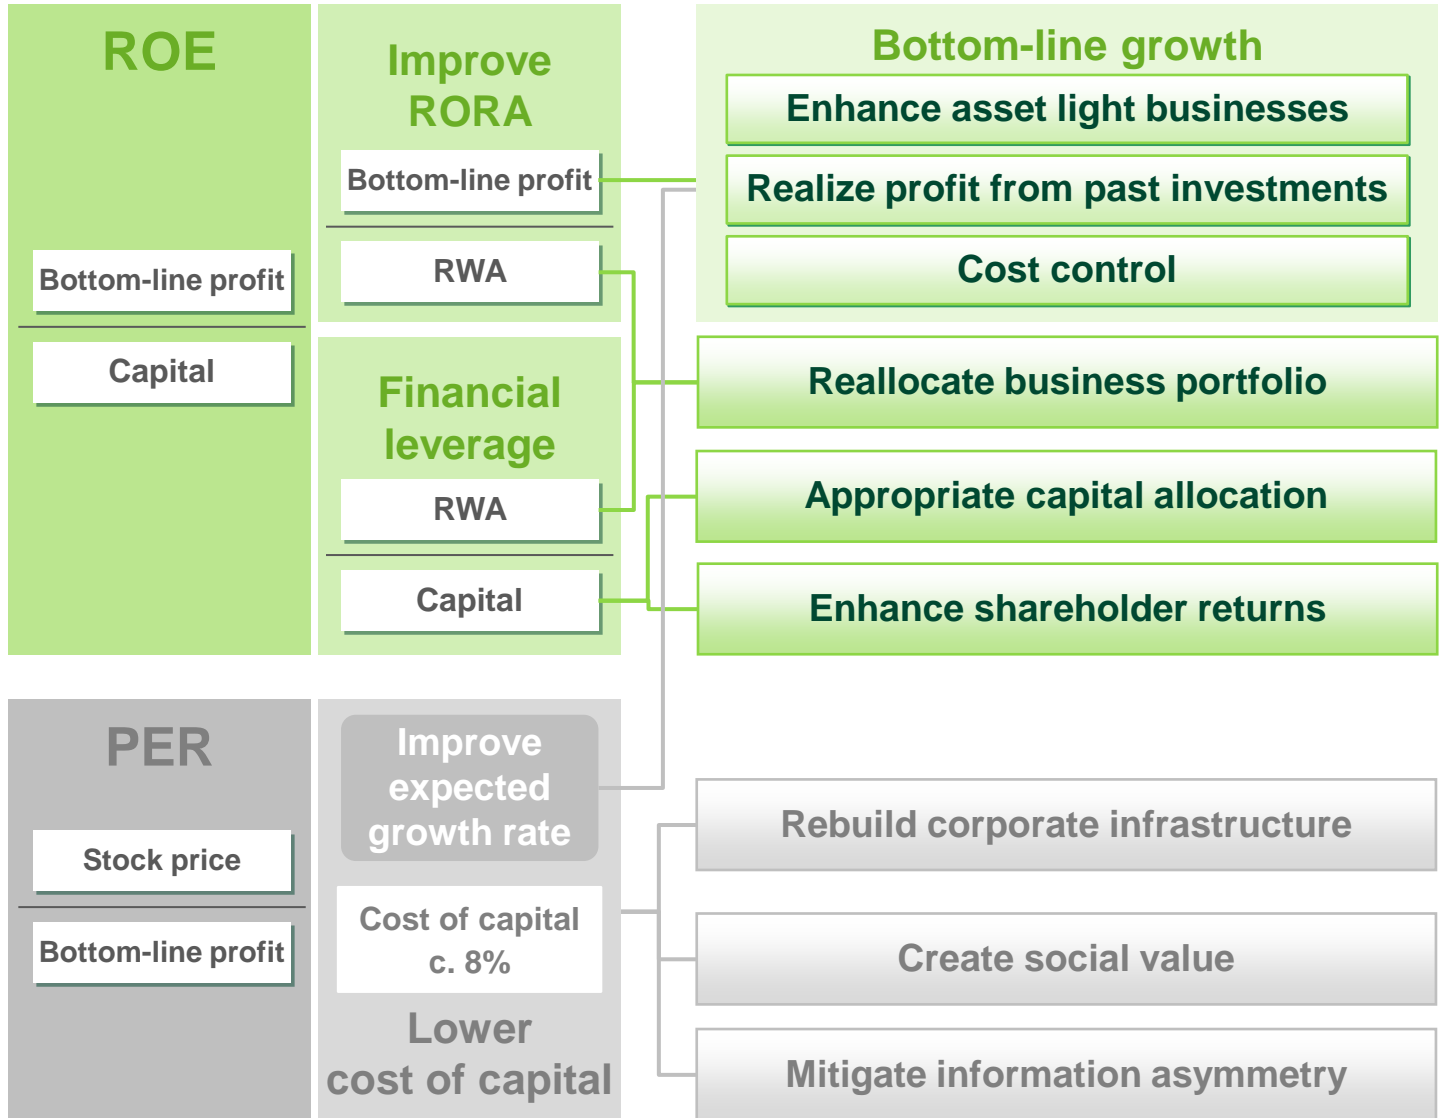 ROE
Bottom-line profit
Capital
Improve
RORA
Bottom-line profit
RWA
Financial
leverage
RWA
Capital
Bottom-line growth
Enhance asset light businesses
Realize profit from past investments
Cost control
Reallocate business portfolio
Appropriate capital allocation
Enhance shareholder returns
PER
Stock price
Bottom-line profit
Improve
expected
growth rate
Cost of capital
c. 8%
Lower
cost of capital
Rebuild corporate infrastructure
Create social value
Mitigate information asymmetry